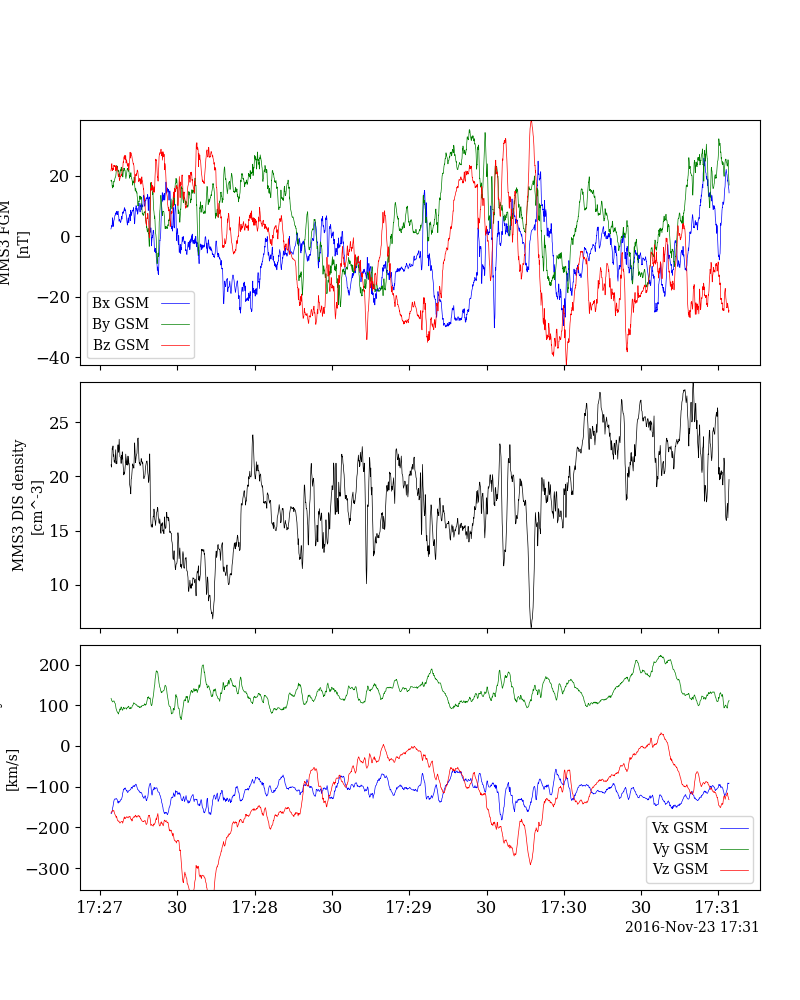 MMS3 FGM
[nT]
20
0
−20
−40
Bx GSM
By GSM
Bz GSM
MMS3 DIS density
[cm^-3]
25
20
15
10
[km/s]
200
100
0
−100
−200
−300
Vx GSM
Vy GSM
Vz GSM
17:27 30 17:28 30 17:29 30 17:30 30 17:31
2016-Nov-23 17:31